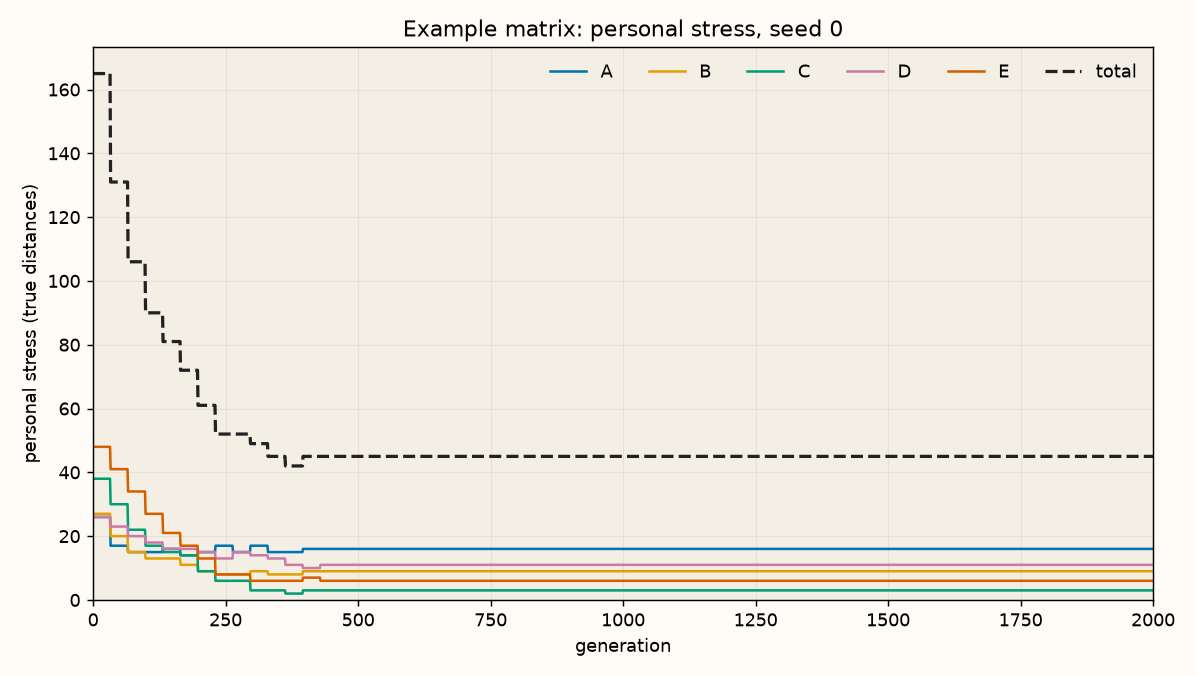 Example matrix: personal stress, seed 0
A B C D E total
personal stress (true distances)
160
140
120
100
80
60
40
20
0
0 250 500 750 1000 1250 1500 1750 2000
generation